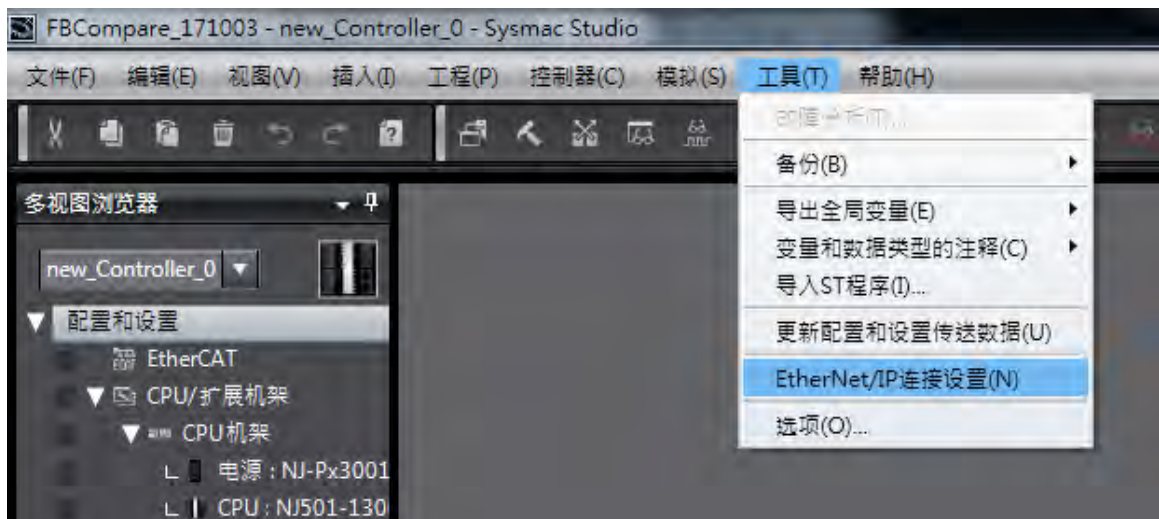 FBCompare_171003 - new_Controller_0 - Sysmac Studio
文件(F) 编辑(E) 视图(V) 插入(I) 工程(P) 控制器(C) 模拟(S) 工具(T) 帮助(H)
备份(B)
多视图浏览器
导出全局变量(E)
变量和数据类型的注释(C)
new_Controller_0
导入ST程序(I)...
配置和设置
更新配置和设置传送数据(U)
EtherCAT
EtherNet/IP连接设置(N)
CPU/扩展机架
选项(O)...
CPU机架
电源 : NJ-Px3001
CPU : NJ501-130